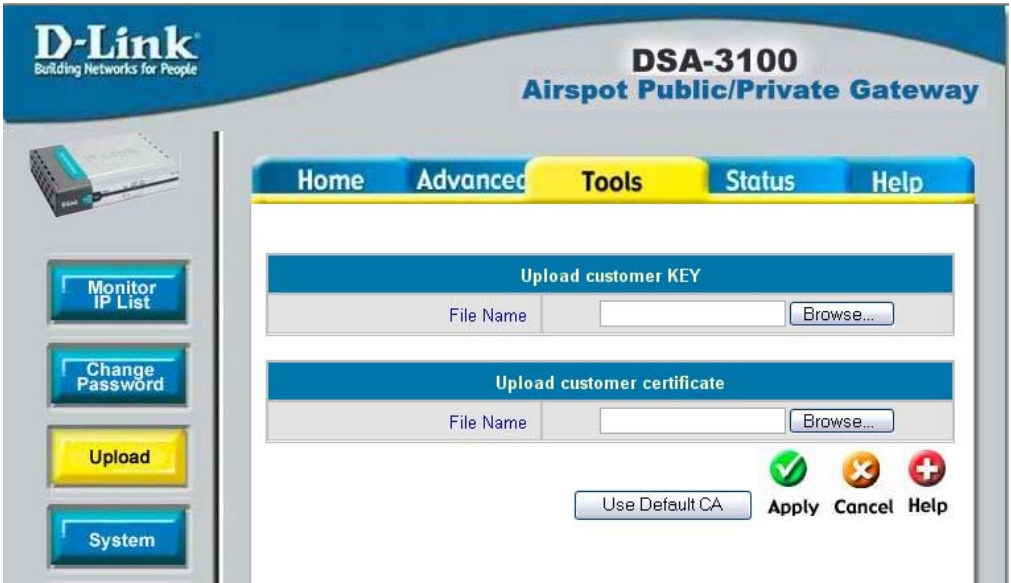 D-Link
Building Networks for People
DSA-3100
Airspot Public/Private Gateway
D-Link
Home
Advanced
Tools
Status
Help
Monitor
IP List
Change
Password
Upload
System
Upload customer KEY
File Name
Browse...
Upload customer certificate
File Name
Browse...
Use Default CA
Apply
Cancel
Help